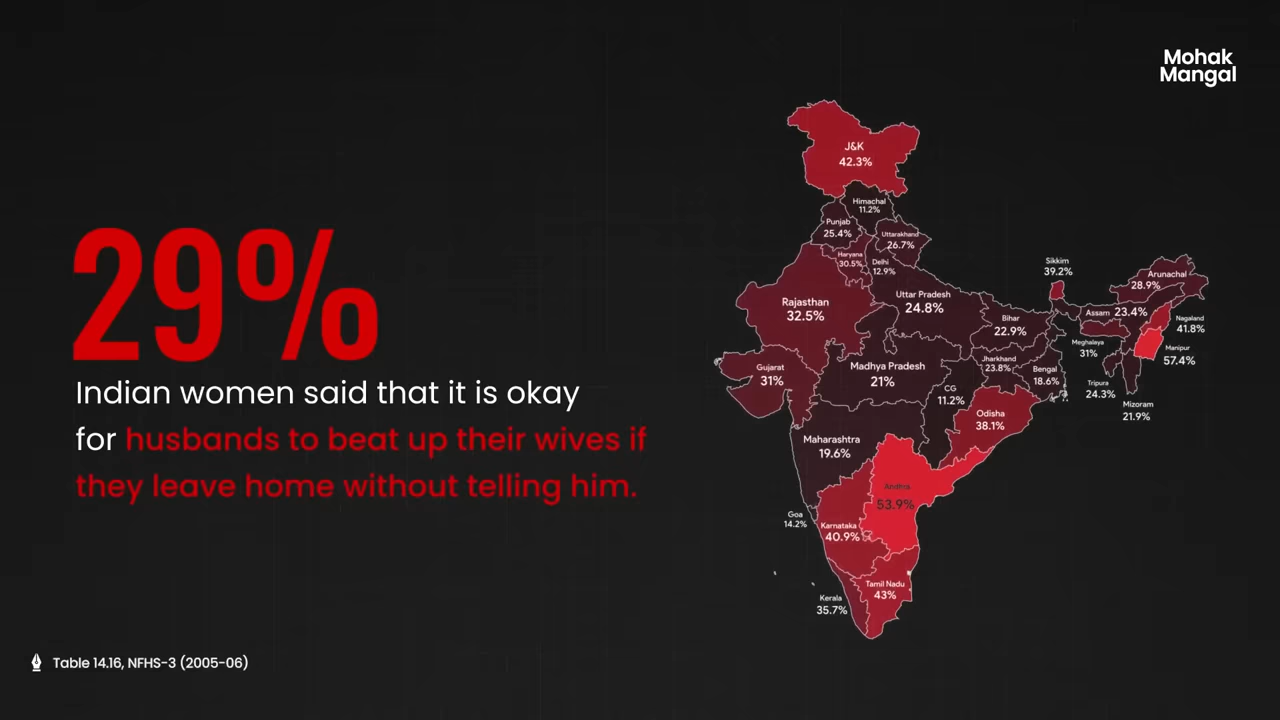 Mohak
Mangal
29%
Indian women said that it is okay
for husbands to beat up their wives if
they leave home without telling him.
J&K
42.3%
Himachal
11.2%
Punjab
25.4%
Uttarakhand
26.7%
Haryana
30.5%
Delhi
12.9%
Rajasthan
32.5%
Uttar Pradesh
24.8%
Bihar
22.9%
Sikkim
39.2%
Arunachal
28.9%
Assam 23.4%
Nagaland
41.8%
Meghalaya
31%
Manipur
57.4%
Tripura
24.3%
Mizoram
21.9%
Gujarat
31%
Madhya Pradesh
21%
Jharkhand
23.8%
Bengal
18.6%
CG
11.2%
Odisha
38.1%
Maharashtra
19.6%
Andhra
53.9%
Goa
14.2%
Karnataka
40.9%
Tamil Nadu
43%
Kerala
35.7%
Table 14.16, NFHS-3 (2005-06)